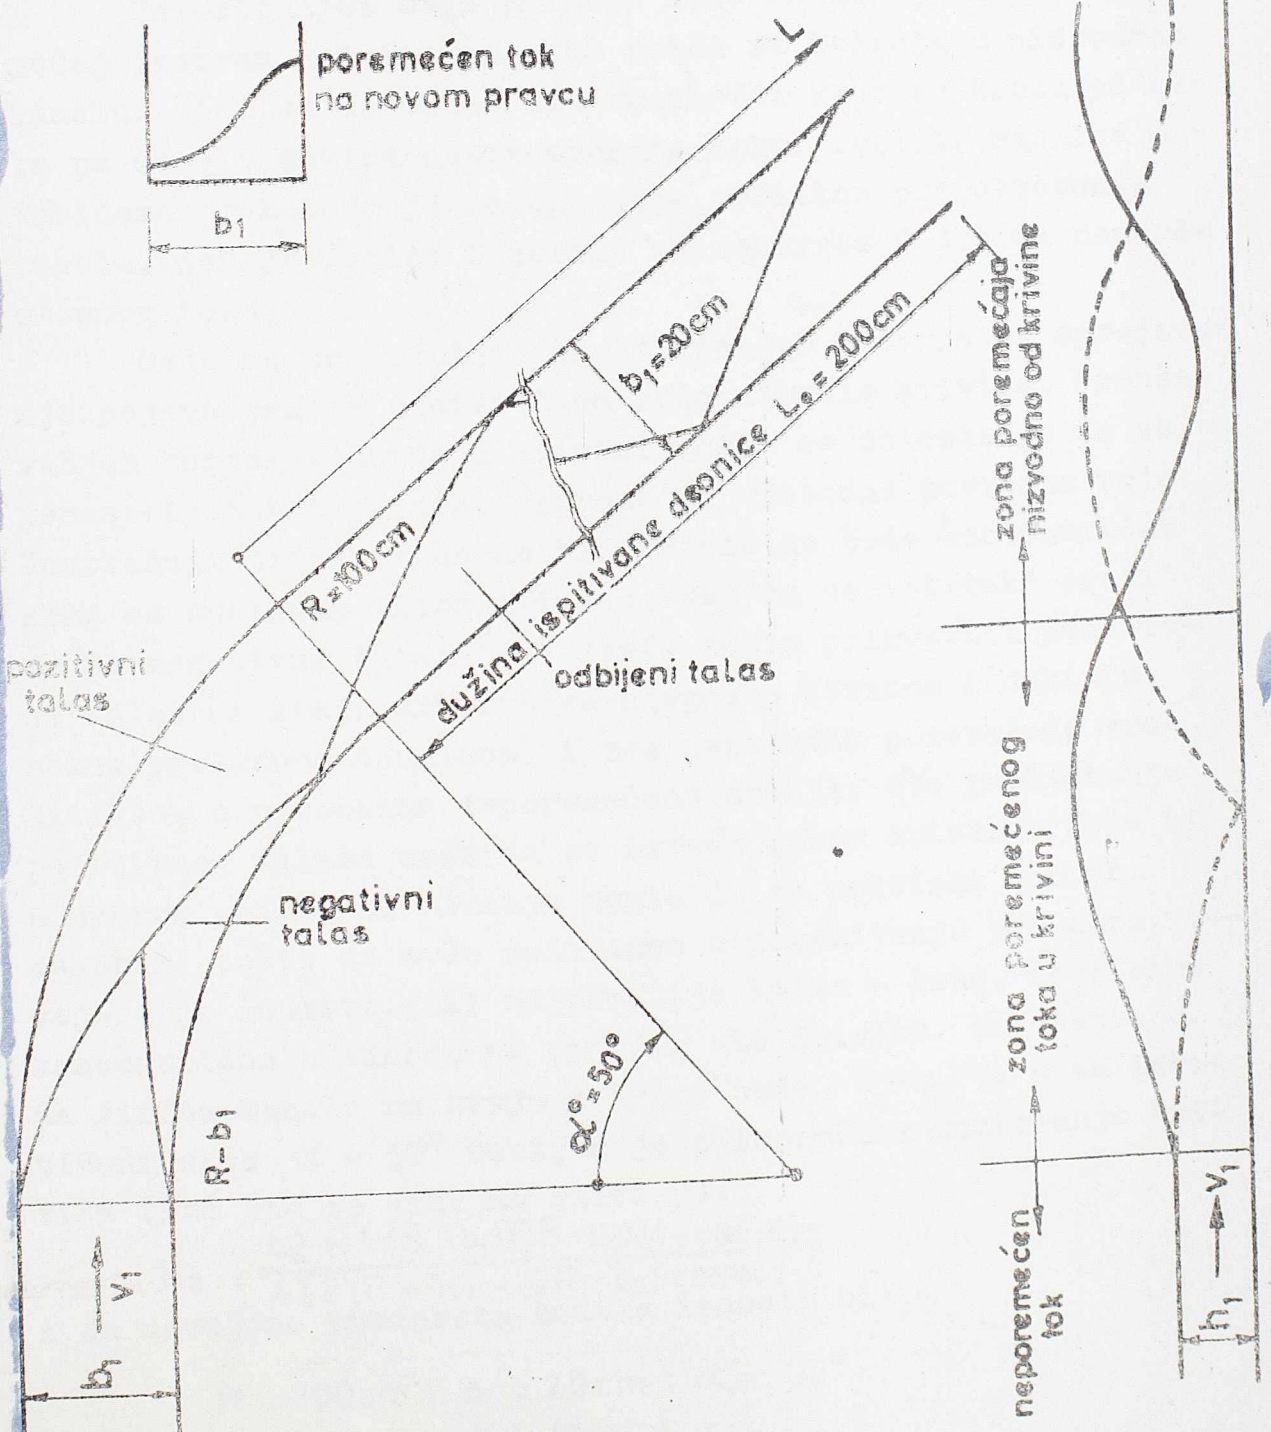 poremećen tok
na novom pravcu
b₁
L
b₁=20cm
R=100cm
dužina ispitivane deonice L₀ = 200cm
odbijeni talas
pozitivni
talas
negativni
talas
α°=50°
R-b₁
v₁
b₁
zona poremećaja
nizvodno od krivine
zona poremećenog
toka u krivini
neporemećen
tok
h₁
v₁